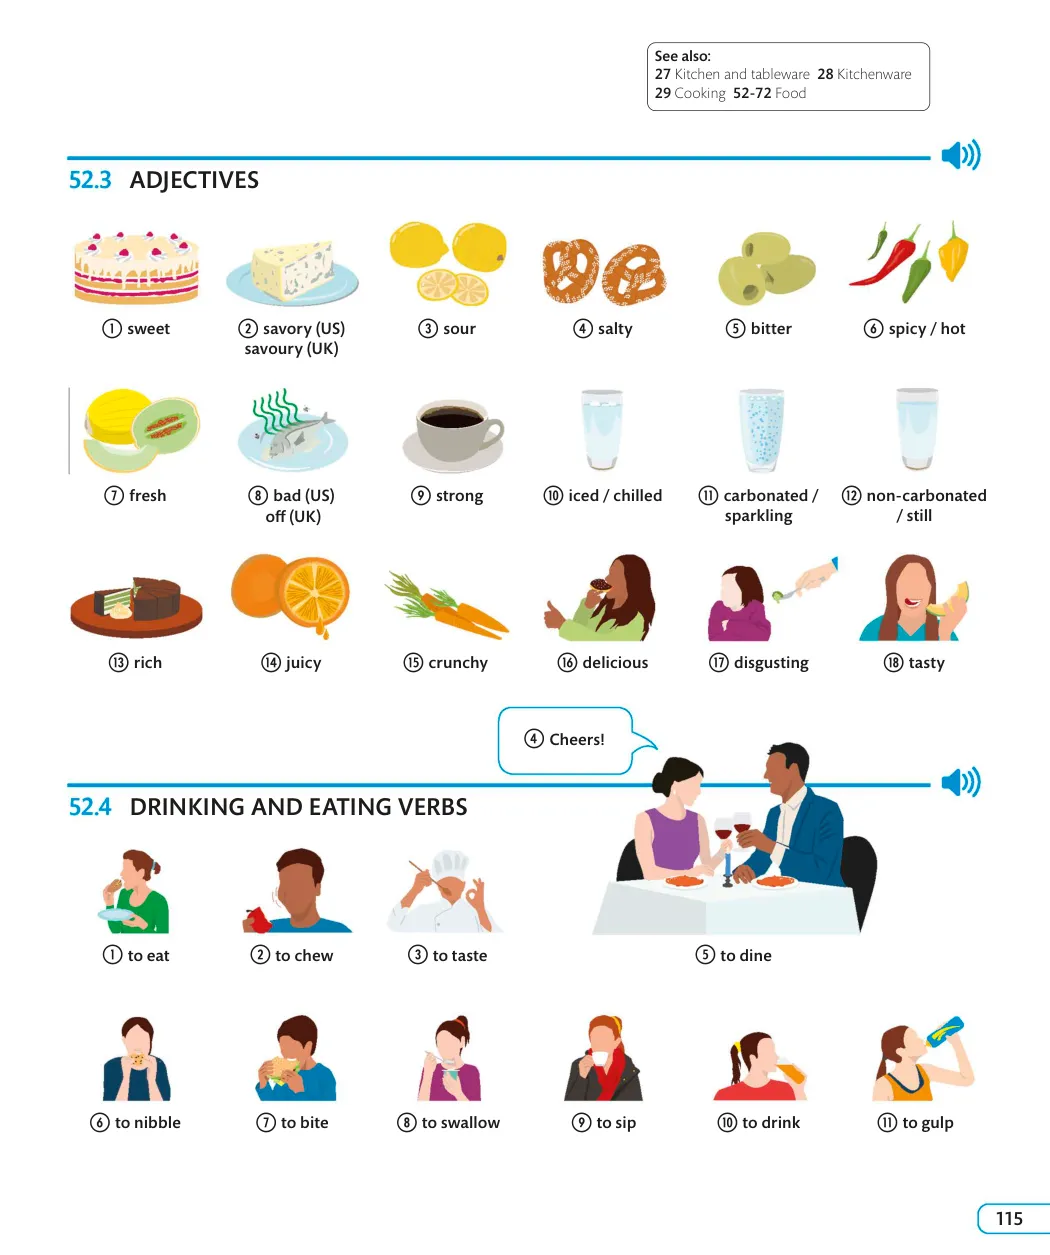 See also:
27 Kitchen and tableware 28 Kitchenware
29 Cooking 52-72 Food
52.3 ADJECTIVES
① sweet
② savory (US)
savoury (UK)
③ sour
④ salty
⑤ bitter
⑥ spicy / hot
⑦ fresh
⑧ bad (US)
off (UK)
⑨ strong
⑩ iced / chilled
⑪ carbonated /
sparkling
⑫ non-carbonated
/ still
⑬ rich
⑭ juicy
⑮ crunchy
⑯ delicious
⑰ disgusting
⑱ tasty
④ Cheers!
52.4 DRINKING AND EATING VERBS
① to eat
② to chew
③ to taste
⑤ to dine
⑥ to nibble
⑦ to bite
⑧ to swallow
⑨ to sip
⑩ to drink
⑪ to gulp
115